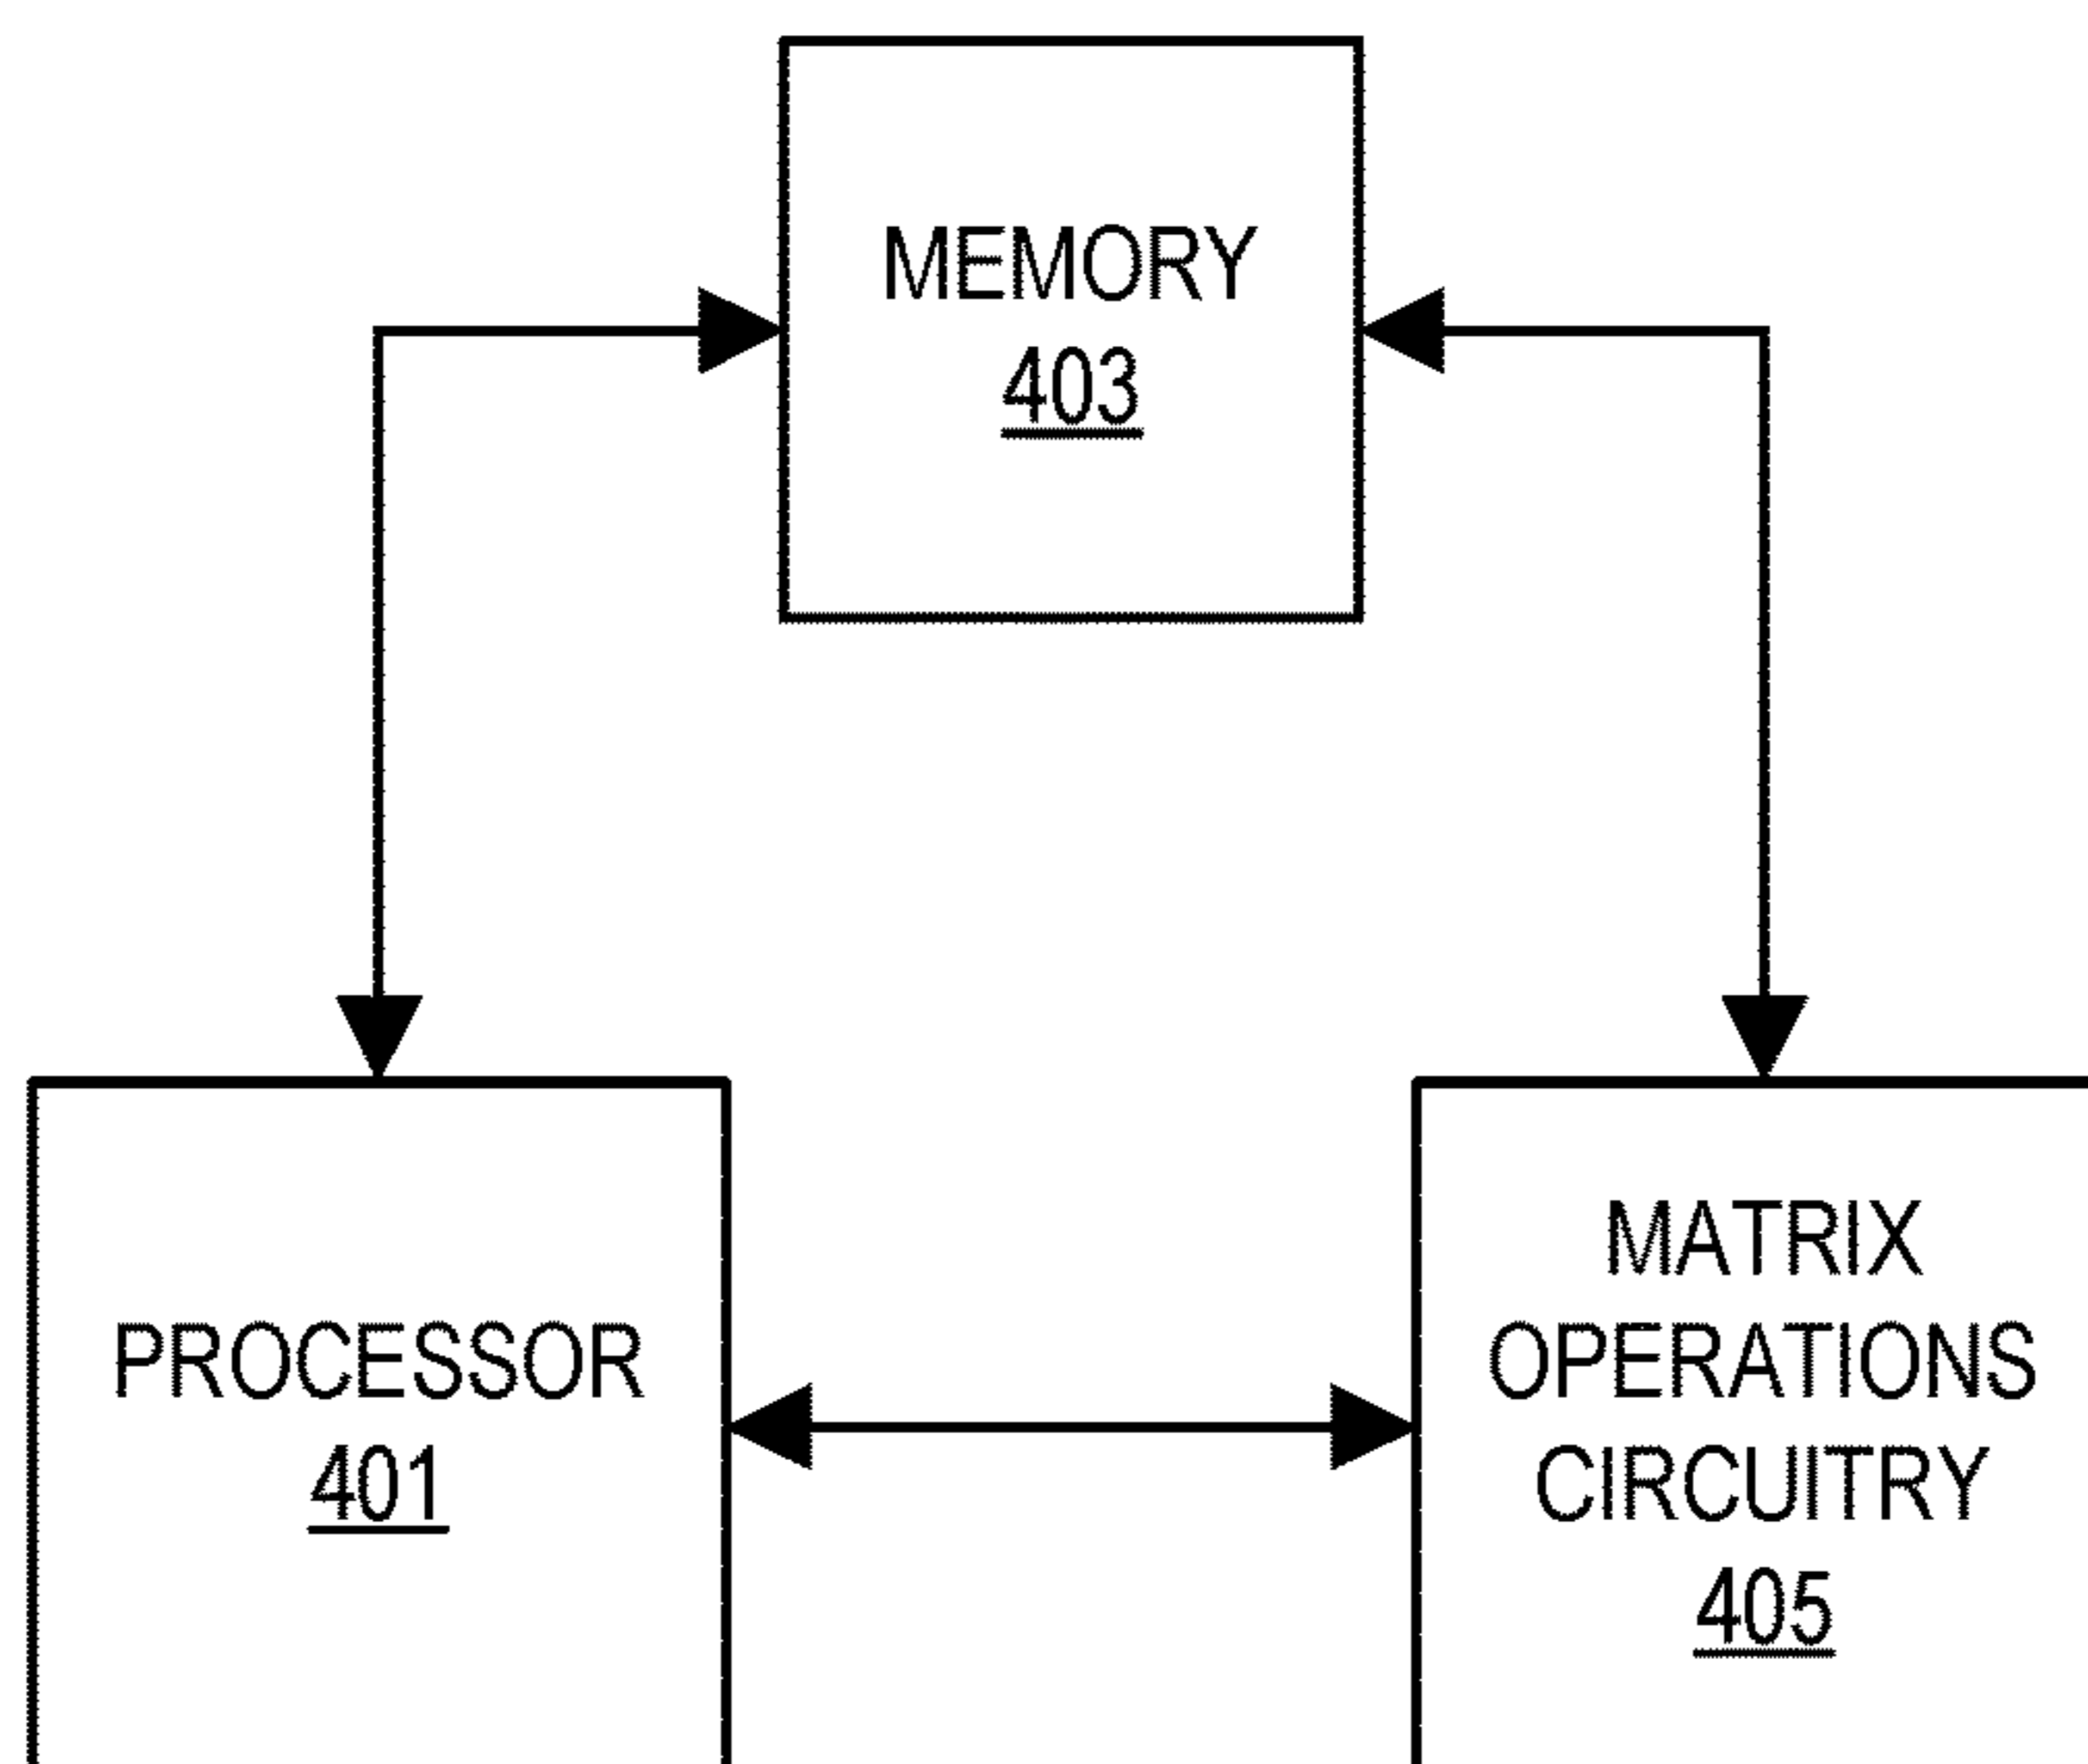 MEMORY
403
PROCESSOR
401
MATRIX
OPERATIONS
CIRCUITRY
405